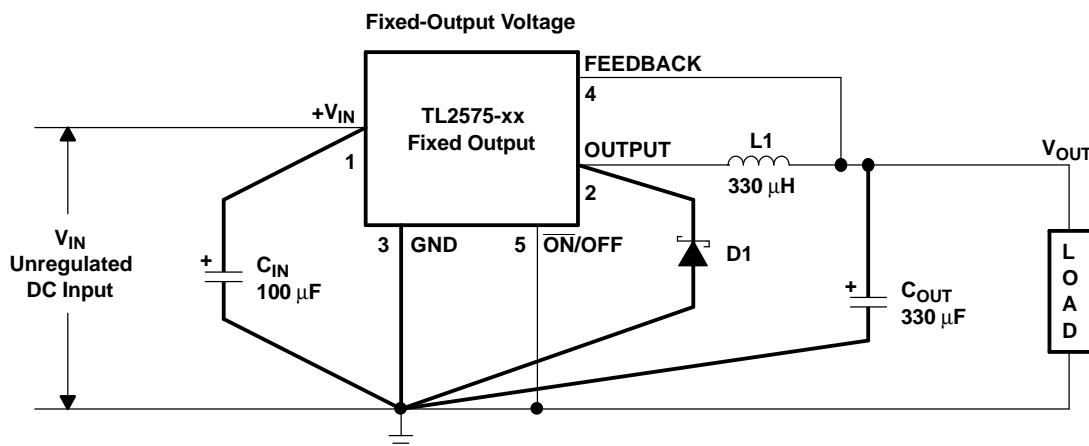 Fixed-Output Voltage
FEEDBACK
4
+VIN
TL2575-xx
Fixed Output
1
OUTPUT
2
L1
330 µH
VOUT
3 GND
5 ON/OFF
VIN
Unregulated
DC Input
+
CIN
100 µF
D1
+
COUT
330 µF
L
O
A
D